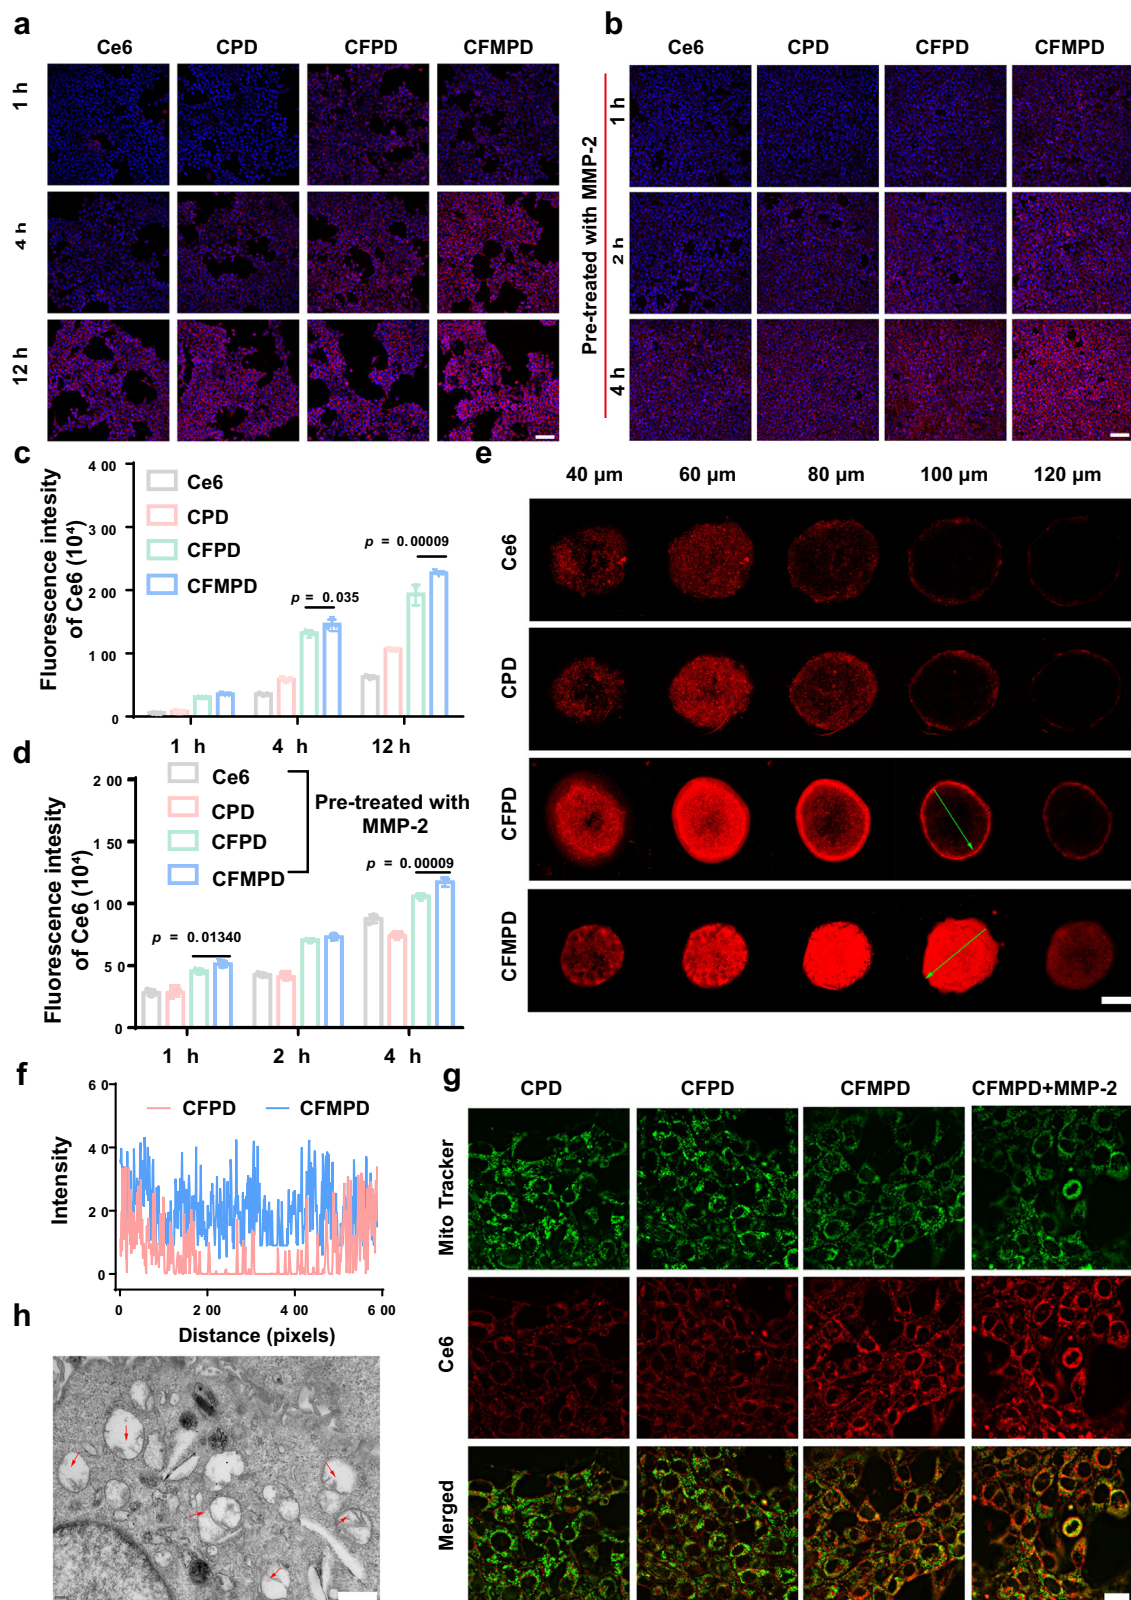 a
Ce6 CPD CFPD CFMPD
1 h
4 h
12 h
b
Ce6 CPD CFPD CFMPD
Pre-treated with MMP-2
1 h
2 h
4 h
c
Fluorescence intesity
of Ce6 (10⁴)
4 00
3 00
2 00
1 00
0
Ce6
CPD
CFPD
CFMPD
p = 0.035
p = 0.00009
1 h 4 h 12 h
d
Fluorescence intesity
of Ce6 (10⁴)
2 00
1 50
1 00
5 0
0
Ce6
CPD
CFPD
CFMPD
Pre-treated with
MMP-2
p = 0.01340
p = 0.00009
1 h 2 h 4 h
e
40 μm 60 μm 80 μm 100 μm 120 μm
Ce6
CPD
CFPD
CFMPD
f
CFPD CFMPD
Intensity
6 0
4 0
2 0
0
0 2 00 4 00 6 00
Distance (pixels)
g
CPD CFPD CFMPD CFMPD+MMP-2
Mito Tracker
Ce6
Merged
h